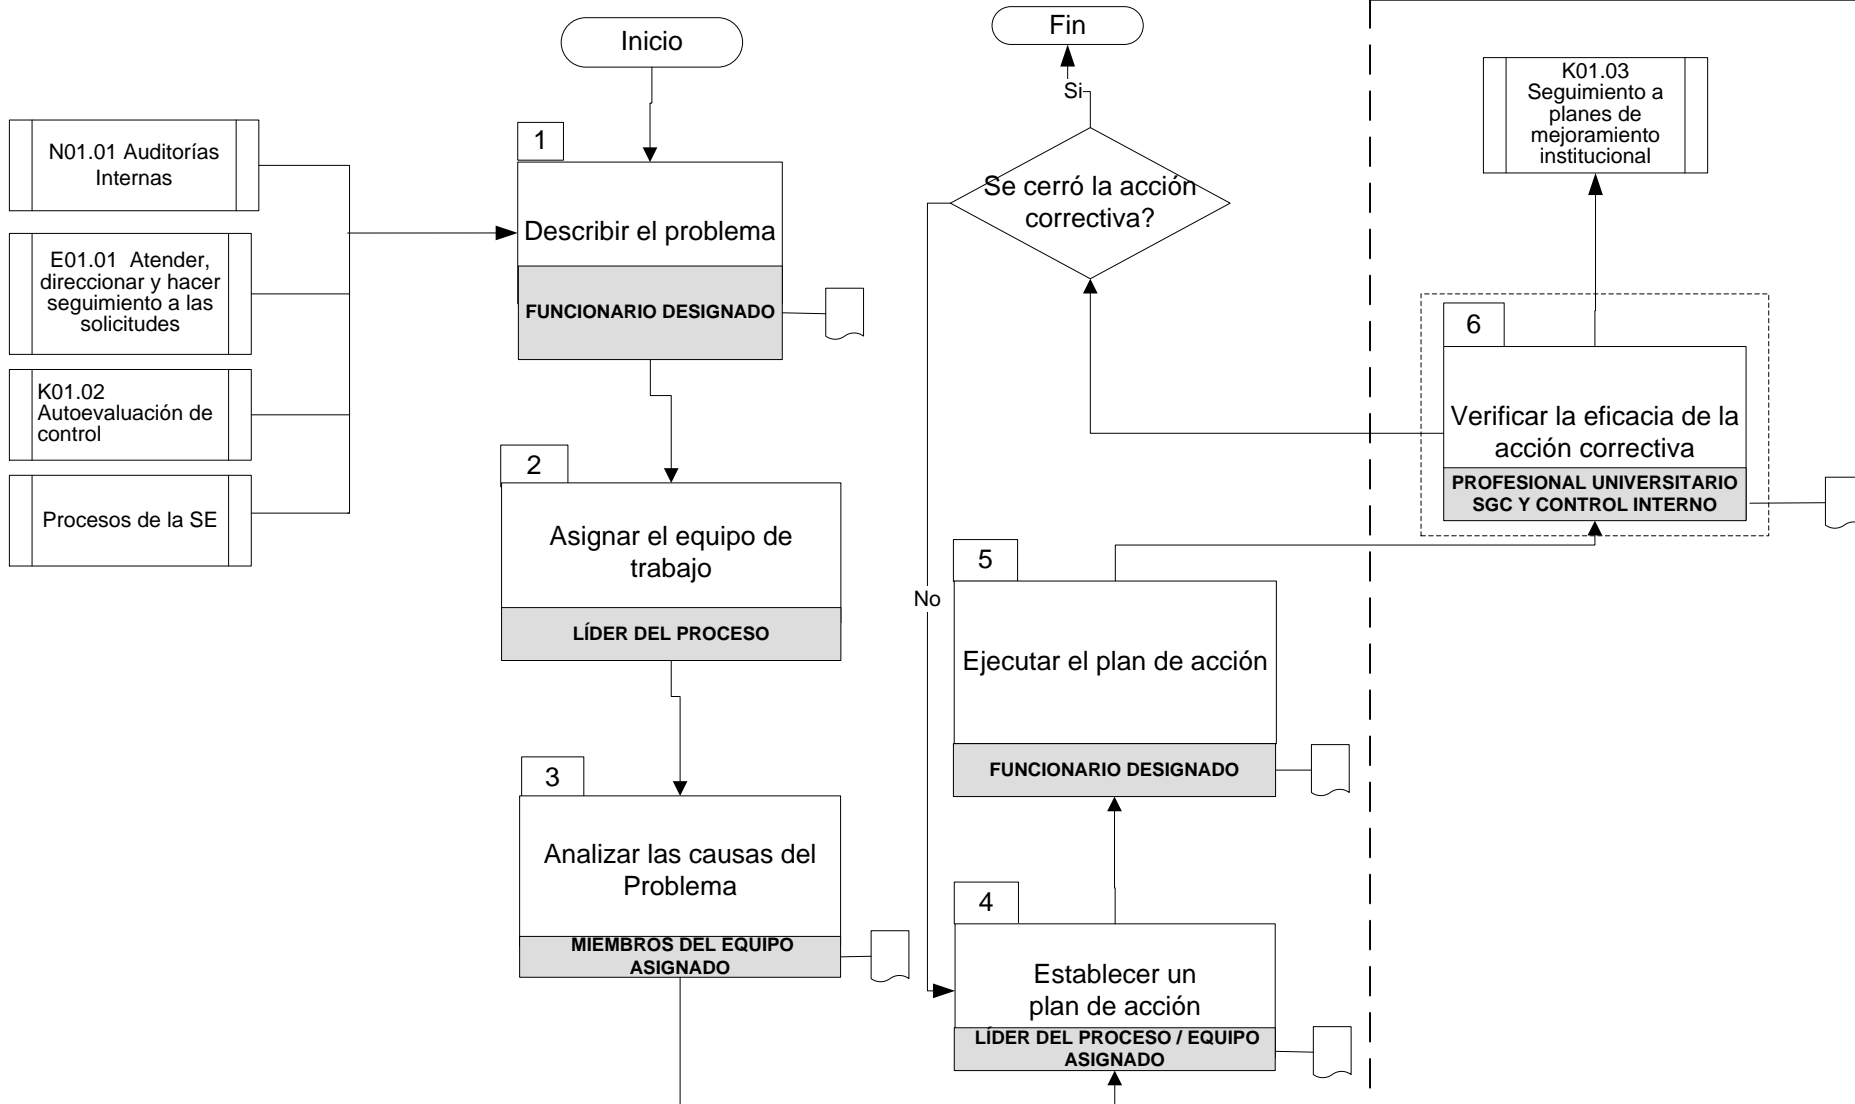 Inicio
N01.01 Auditorías
Internas
E01.01 Atender,
direccionar y hacer
seguimiento a las
solicitudes
K01.02
Autoevaluación de
control
Procesos de la SE
1
Describir el problema
FUNCIONARIO DESIGNADO
2
Asignar el equipo de
trabajo
LÍDER DEL PROCESO
3
Analizar las causas del
Problema
MIEMBROS DEL EQUIPO
ASIGNADO
Fin
Si
Se cerró la acción
correctiva?
No
5
Ejecutar el plan de acción
FUNCIONARIO DESIGNADO
4
Establecer un
plan de acción
LÍDER DEL PROCESO / EQUIPO
ASIGNADO
K01.03
Seguimiento a
planes de
mejoramiento
institucional
6
Verificar la eficacia de la
acción correctiva
PROFESIONAL UNIVERSITARIO
SGC Y CONTROL INTERNO